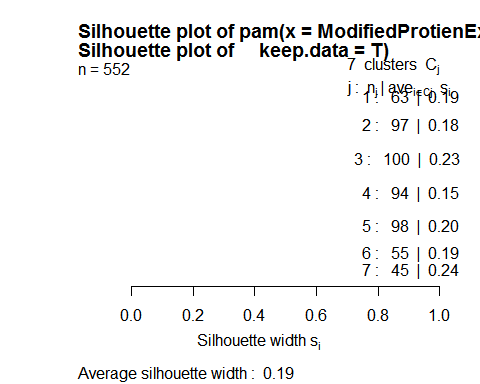 Silhouette plot of pam(x = ModifiedProtienEx
Silhouette plot of keep.data = T)
n = 552
7 clusters Cj
j : nj | avei∈Cj si
1 : 63 | 0.19
2 : 97 | 0.18
3 : 100 | 0.23
4 : 94 | 0.15
5 : 98 | 0.20
6 : 55 | 0.19
7 : 45 | 0.24
0.0 0.2 0.4 0.6 0.8 1.0
Silhouette width si
Average silhouette width : 0.19